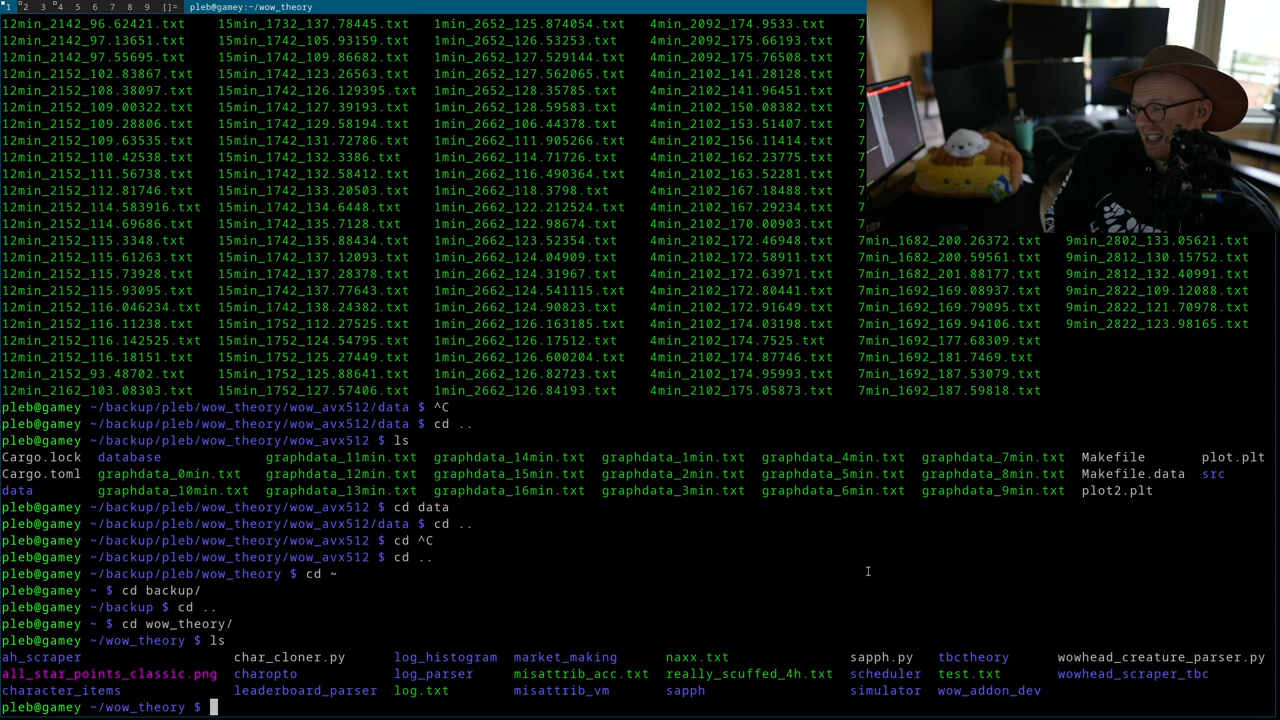 1 2 3 4 5 6 7 8 9 []= pleb@gamey:~/wow_theory
12min_2142_96.62421.txt 15min_1732_137.78445.txt 1min_2652_125.874054.txt 4min_2092_174.9533.txt 7
12min_2142_97.13651.txt 15min_1742_105.93159.txt 1min_2652_126.53253.txt 4min_2092_175.66193.txt 7
12min_2142_97.55695.txt 15min_1742_109.86682.txt 1min_2652_127.529144.txt 4min_2092_175.76508.txt 7
12min_2152_102.83867.txt 15min_1742_123.26563.txt 1min_2652_127.562065.txt 4min_2102_141.28128.txt 7
12min_2152_108.38097.txt 15min_1742_126.129395.txt 1min_2652_128.35785.txt 4min_2102_141.96451.txt 7
12min_2152_109.00322.txt 15min_1742_127.39193.txt 1min_2652_128.59583.txt 4min_2102_150.08382.txt 7
12min_2152_109.28806.txt 15min_1742_129.58194.txt 1min_2662_106.44378.txt 4min_2102_153.51407.txt 7
12min_2152_109.63535.txt 15min_1742_131.72786.txt 1min_2662_111.905266.txt 4min_2102_156.11414.txt 7
12min_2152_110.42538.txt 15min_1742_132.3386.txt 1min_2662_114.71726.txt 4min_2102_162.23775.txt 7
12min_2152_111.56738.txt 15min_1742_132.58412.txt 1min_2662_116.490364.txt 4min_2102_163.52281.txt 7
12min_2152_112.81746.txt 15min_1742_133.20503.txt 1min_2662_118.3798.txt 4min_2102_167.18488.txt 7
12min_2152_114.583916.txt 15min_1742_134.6448.txt 1min_2662_122.212524.txt 4min_2102_167.29234.txt 7
12min_2152_114.69686.txt 15min_1742_135.7128.txt 1min_2662_122.98674.txt 4min_2102_170.00903.txt 7
12min_2152_115.3348.txt 15min_1742_135.88434.txt 1min_2662_123.52354.txt 4min_2102_172.46948.txt 7min_1682_200.26372.txt 9min_2802_133.05621.txt
12min_2152_115.61263.txt 15min_1742_137.12093.txt 1min_2662_124.04909.txt 4min_2102_172.58911.txt 7min_1682_200.59561.txt 9min_2812_130.15752.txt
12min_2152_115.73928.txt 15min_1742_137.28378.txt 1min_2662_124.31967.txt 4min_2102_172.63971.txt 7min_1682_201.88177.txt 9min_2812_132.40991.txt
12min_2152_115.93095.txt 15min_1742_137.77643.txt 1min_2662_124.541115.txt 4min_2102_172.80441.txt 7min_1692_169.08937.txt 9min_2822_109.12088.txt
12min_2152_116.046234.txt 15min_1742_138.24382.txt 1min_2662_124.90823.txt 4min_2102_172.91649.txt 7min_1692_169.79095.txt 9min_2822_121.70978.txt
12min_2152_116.11238.txt 15min_1752_112.27525.txt 1min_2662_126.163185.txt 4min_2102_174.03198.txt 7min_1692_169.94106.txt 9min_2822_123.98165.txt
12min_2152_116.142525.txt 15min_1752_124.54795.txt 1min_2662_126.17512.txt 4min_2102_174.7525.txt 7min_1692_177.68309.txt
12min_2152_116.18151.txt 15min_1752_125.27449.txt 1min_2662_126.600204.txt 4min_2102_174.87746.txt 7min_1692_181.7469.txt
12min_2152_93.48702.txt 15min_1752_125.88641.txt 1min_2662_126.82723.txt 4min_2102_174.95993.txt 7min_1692_187.53079.txt
12min_2162_103.08303.txt 15min_1752_127.57406.txt 1min_2662_126.84193.txt 4min_2102_175.05873.txt 7min_1692_187.59818.txt
pleb@gamey ~/backup/pleb/wow_theory/wow_avx512/data $ ^C
pleb@gamey ~/backup/pleb/wow_theory/wow_avx512/data $ cd ..
pleb@gamey ~/backup/pleb/wow_theory/wow_avx512 $ ls
Cargo.lock database graphdata_11min.txt graphdata_14min.txt graphdata_1min.txt graphdata_4min.txt graphdata_7min.txt Makefile plot.plt
Cargo.toml graphdata_0min.txt graphdata_12min.txt graphdata_15min.txt graphdata_2min.txt graphdata_5min.txt graphdata_8min.txt Makefile.data src
data graphdata_10min.txt graphdata_13min.txt graphdata_16min.txt graphdata_3min.txt graphdata_6min.txt graphdata_9min.txt plot2.plt
pleb@gamey ~/backup/pleb/wow_theory/wow_avx512 $ cd data
pleb@gamey ~/backup/pleb/wow_theory/wow_avx512/data $ cd ..
pleb@gamey ~/backup/pleb/wow_theory/wow_avx512 $ cd ^C
pleb@gamey ~/backup/pleb/wow_theory/wow_avx512 $ cd ..
pleb@gamey ~/backup/pleb/wow_theory $ cd ~
pleb@gamey ~ $ cd backup/
pleb@gamey ~/backup $ cd ..
pleb@gamey ~ $ cd wow_theory/
pleb@gamey ~/wow_theory $ ls
ah_scraper char_cloner.py log_histogram market_making naxx.txt sapph.py tbctheory wowhead_creature_parser.py
all_star_points_classic.png charopto log_parser misattrib_acc.txt really_scuffed_4h.txt scheduler test.txt wowhead_scraper_tbc
character_items leaderboard_parser log.txt misattrib_vm sapph simulator wow_addon_dev
pleb@gamey ~/wow_theory $